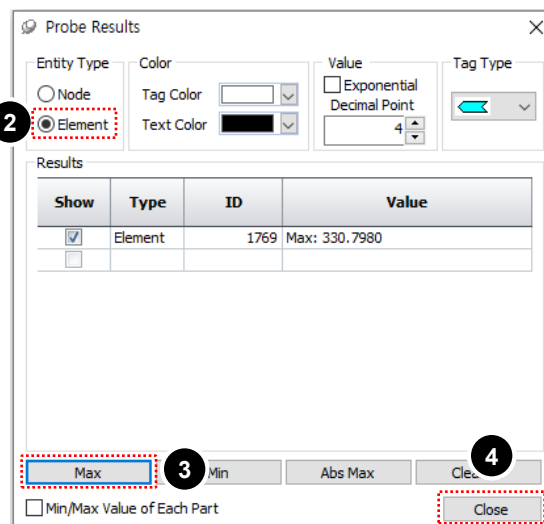 Probe Results
Entity Type
Color
Value
Tag Type
Node
Tag Color
Exponential
Decimal Point
2
Element
Text Color
4
Results
Show Type ID Value
Element 1769 Max: 330.7980
Max
3
Min
Abs Max
4
Min/Max Value of Each Part
Close